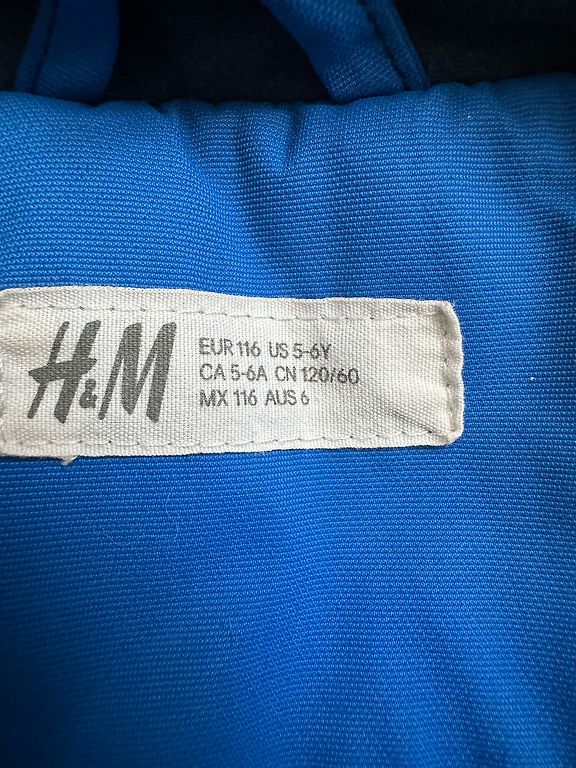 H&M
EUR 116 US 5-6Y
CA 5-6A CN 120/60
MX 116 AUS 6